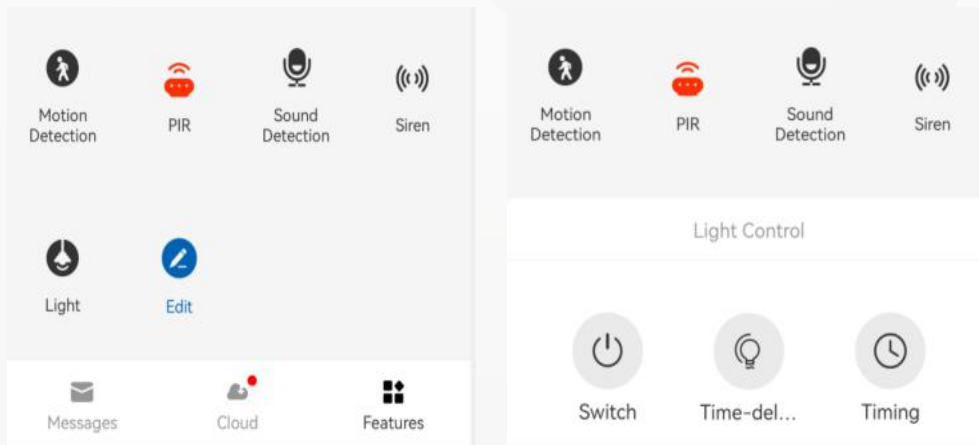 Motion
Detection
PIR
Sound
Detection
Siren
Light
Edit
Messages
Cloud
Features
Motion
Detection
PIR
Sound
Detection
Siren
Light Control
Switch
Time-del...
Timing